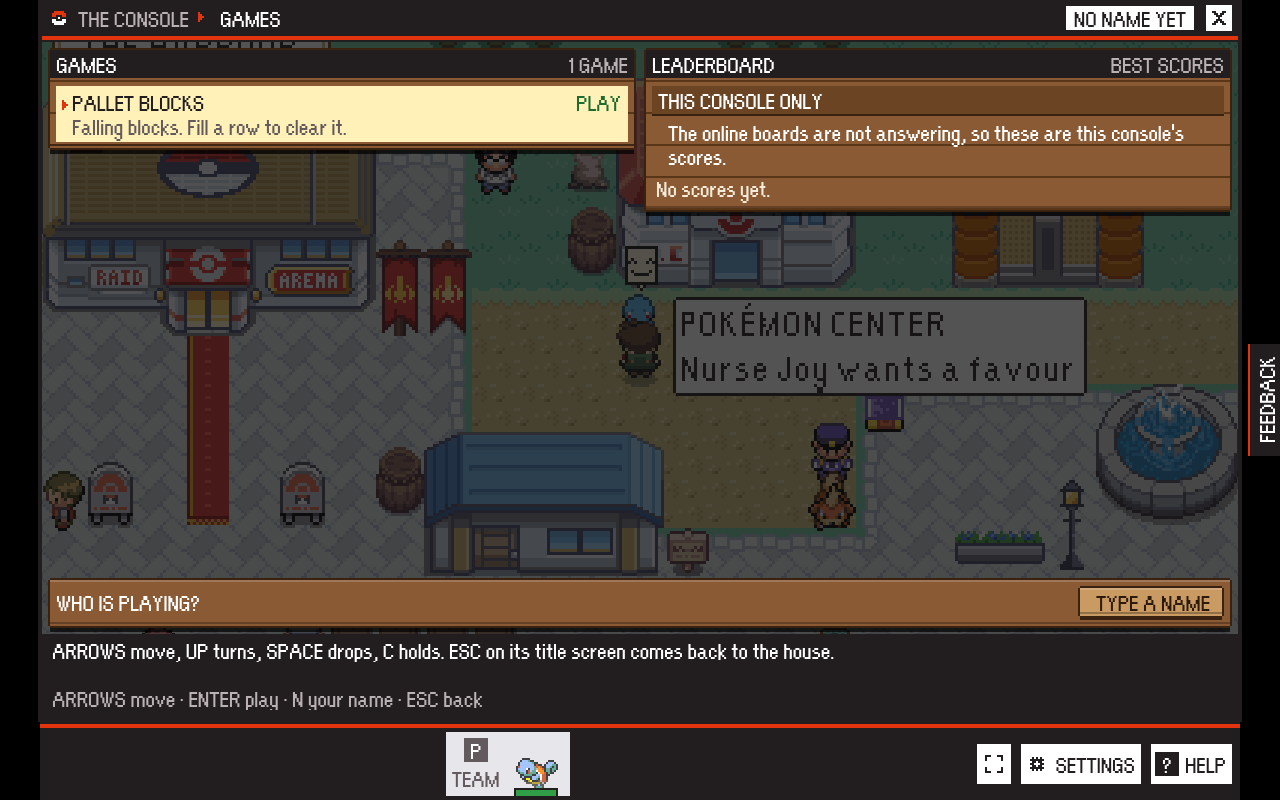 THE CONSOLE GAMES
NO NAME YET X
GAMES 1 GAME
PALLET BLOCKS PLAY
Falling blocks. Fill a row to clear it.
LEADERBOARD BEST SCORES
THIS CONSOLE ONLY
The online boards are not answering, so these are this console's
scores.
No scores yet.
RAID
ARENA
C
POKÉMON CENTER
Nurse Joy wants a favour
FEEDBACK
WHO IS PLAYING? TYPE A NAME
ARROWS move, UP turns, SPACE drops, C holds. ESC on its title screen comes back to the house.
ARROWS move · ENTER play · N your name · ESC back
P
TEAM
SETTINGS
? HELP